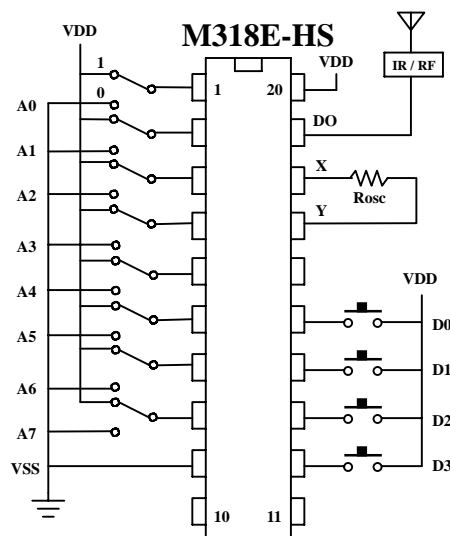 M318E-HS
VDD
1
0
1
20
VDD
IR / RF
A0
DO
A1
X
Rosc
A2
Y
A3
VDD
A4
D0
A5
D1
A6
D2
A7
D3
VSS
10
11